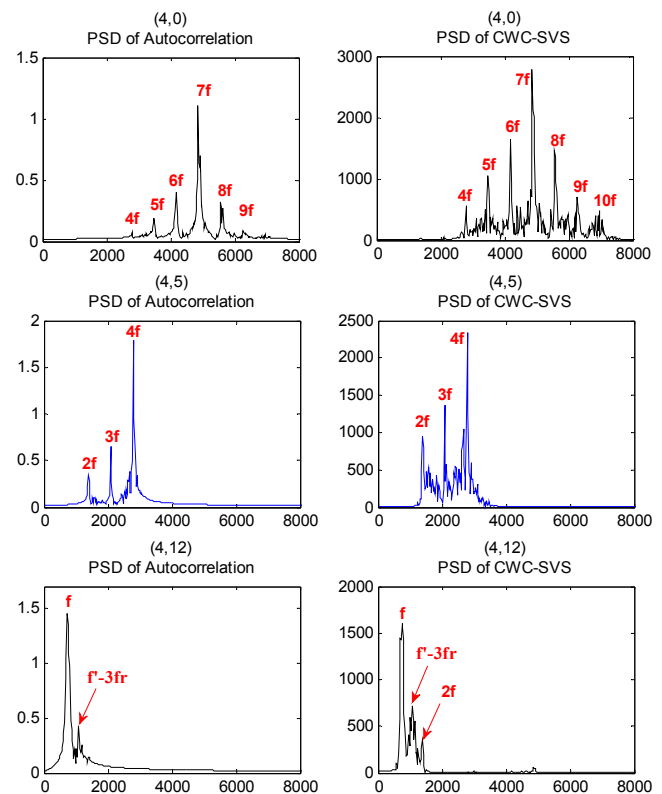 (4,0)
PSD of Autocorrelation
1.5
1
0.5
0
0 2000 4000 6000 8000
4f 5f 6f 7f 8f 9f
(4,0)
PSD of CWC-SVS
3000
2000
1000
0
0 2000 4000 6000 8000
4f 5f 6f 7f 8f 9f 10f
(4,5)
PSD of Autocorrelation
2
1.5
1
0.5
0
0 2000 4000 6000 8000
2f 3f 4f
(4,5)
PSD of CWC-SVS
2500
2000
1500
1000
500
0
0 2000 4000 6000 8000
2f 3f 4f
(4,12)
PSD of Autocorrelation
1.5
1
0.5
0
0 2000 4000 6000 8000
f
f'-3fr
(4,12)
PSD of CWC-SVS
2000
1500
1000
500
0
0 2000 4000 6000 8000
f
f'-3fr
2f